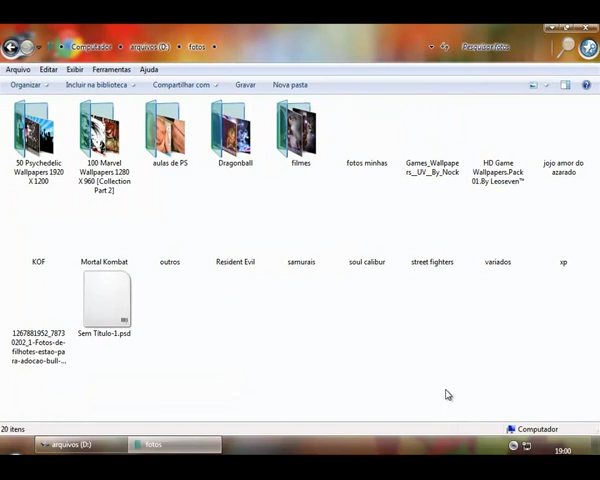 Computador arquivos (D:) fotos Pesquisar fotos
Arquivo Editar Exibir Ferramentas Ajuda
Organizar Incluir na biblioteca Compartilhar com Gravar Nova pasta
50 Psychedelic
Wallpapers 1920
X 1200
100 Marvel
Wallpapers 1280
X 960 [Collection
Part 2]
aulas de PS
Dragonball
filmes
fotos minhas
Games_Wallpape
rs__UV__By_Nock
HD Game
Wallpapers.Pack
01.By Leoseven™
jojo amor do
azarado
KOF
Mortal Kombat
outros
Resident Evil
samurais
soul calibur
street fighters
variados
xp
1267881952_7873
0202_1-Fotos-de-
filhotes-estao-pa-
ra-adocao-bull-...
Sem Título-1.psd
20 itens
Computador
arquivos (D:)
fotos
19:00